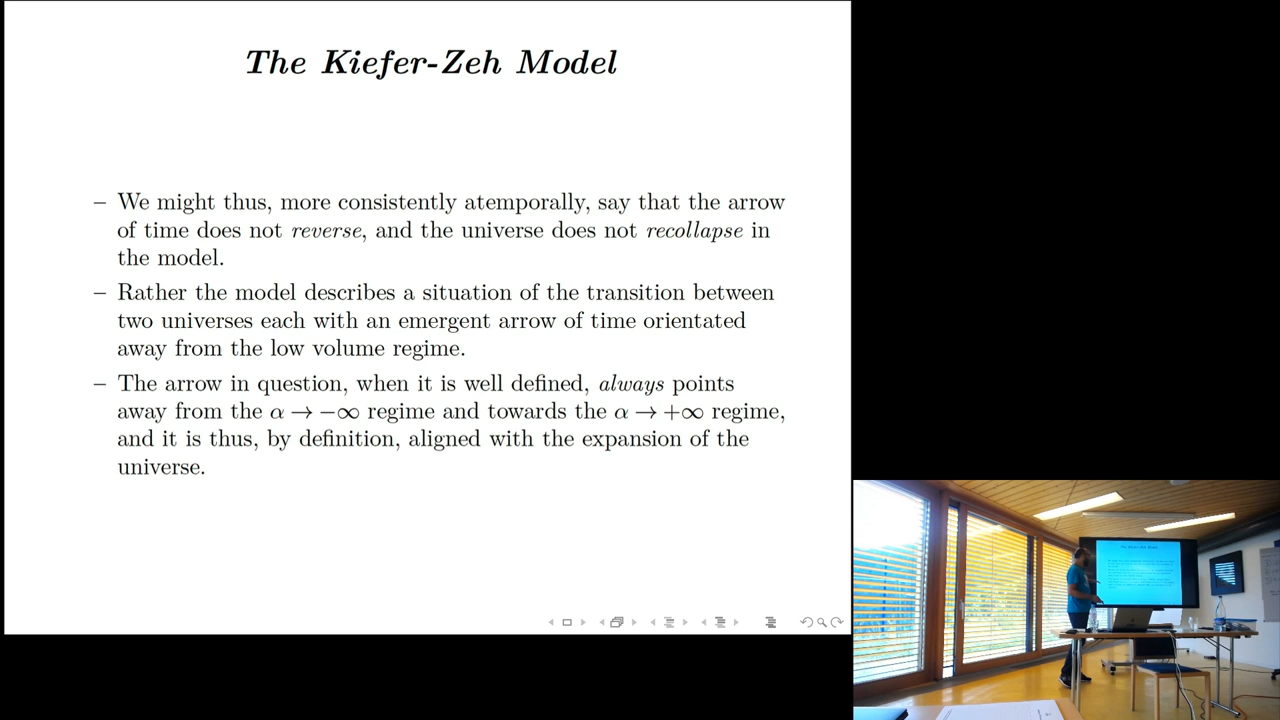 The Kiefer-Zeh Model
– We might thus, more consistently atemporally, say that the arrow
of time does not reverse, and the universe does not recollapse in
the model.
– Rather the model describes a situation of the transition between
two universes each with an emergent arrow of time orientated
away from the low volume regime.
– The arrow in question, when it is well defined, always points
away from the α → −∞ regime and towards the α → +∞ regime,
and it is thus, by definition, aligned with the expansion of the
universe.